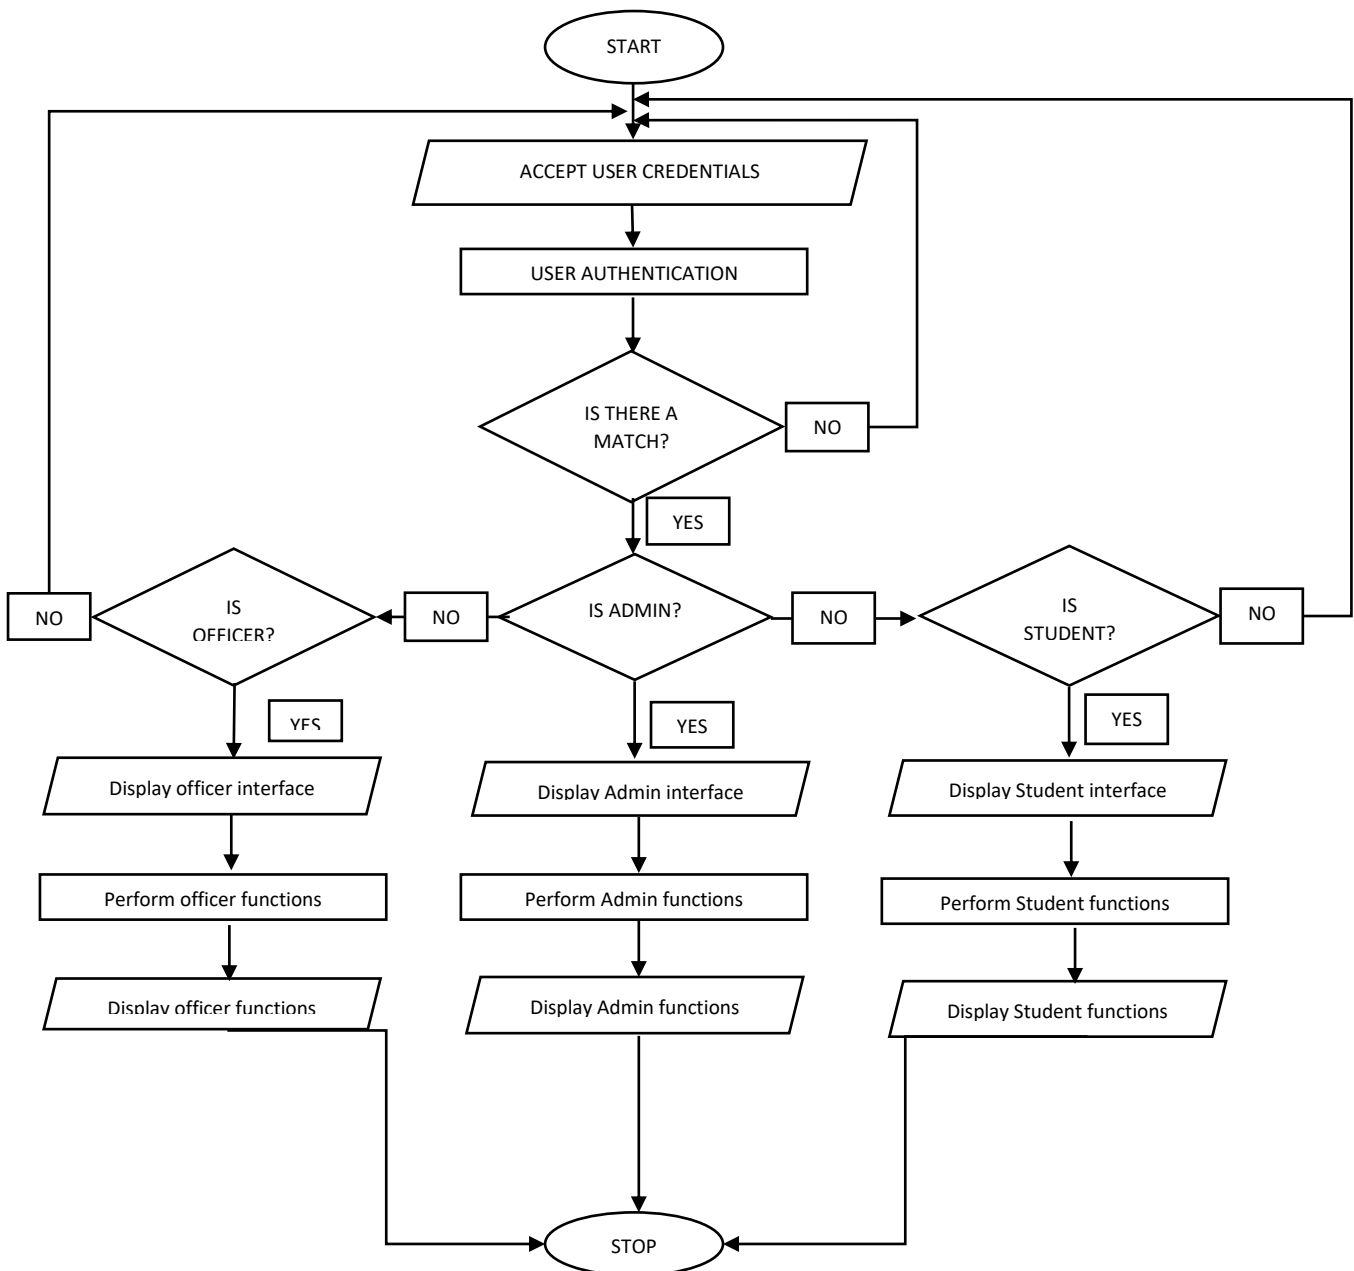 START
ACCEPT USER CREDENTIALS
USER AUTHENTICATION
IS THERE A
MATCH?
NO
YES
NO
IS
OFFICER?
NO
IS ADMIN?
NO
IS
STUDENT?
NO
YES
YES
YES
Display officer interface
Display Admin interface
Display Student interface
Perform officer functions
Perform Admin functions
Perform Student functions
Display officer functions
Display Admin functions
Display Student functions
STOP